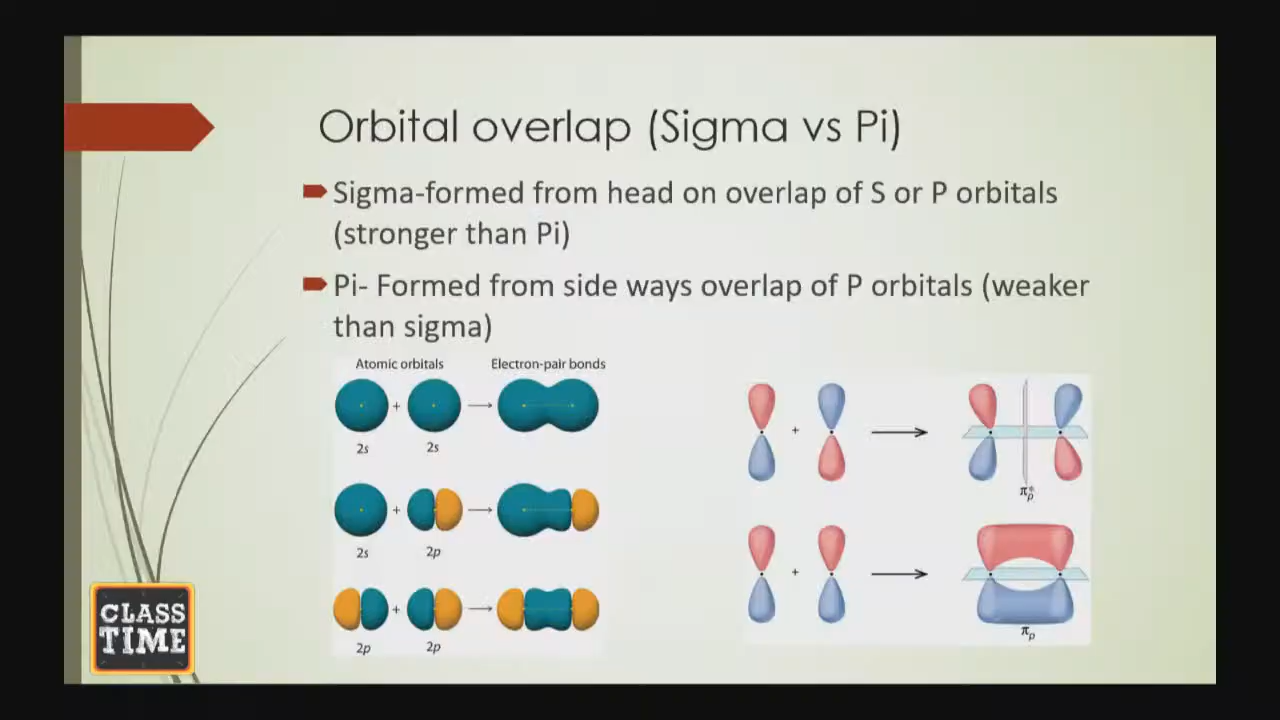 Orbital overlap (Sigma vs Pi)
Sigma-formed from head on overlap of S or P orbitals
(stronger than Pi)
Pi- Formed from side ways overlap of P orbitals (weaker
than sigma)
Atomic orbitals Electron-pair bonds
+
2s 2s
+
2s 2p
+
2p 2p
+
π*p
+
πp
CLASS
TIME